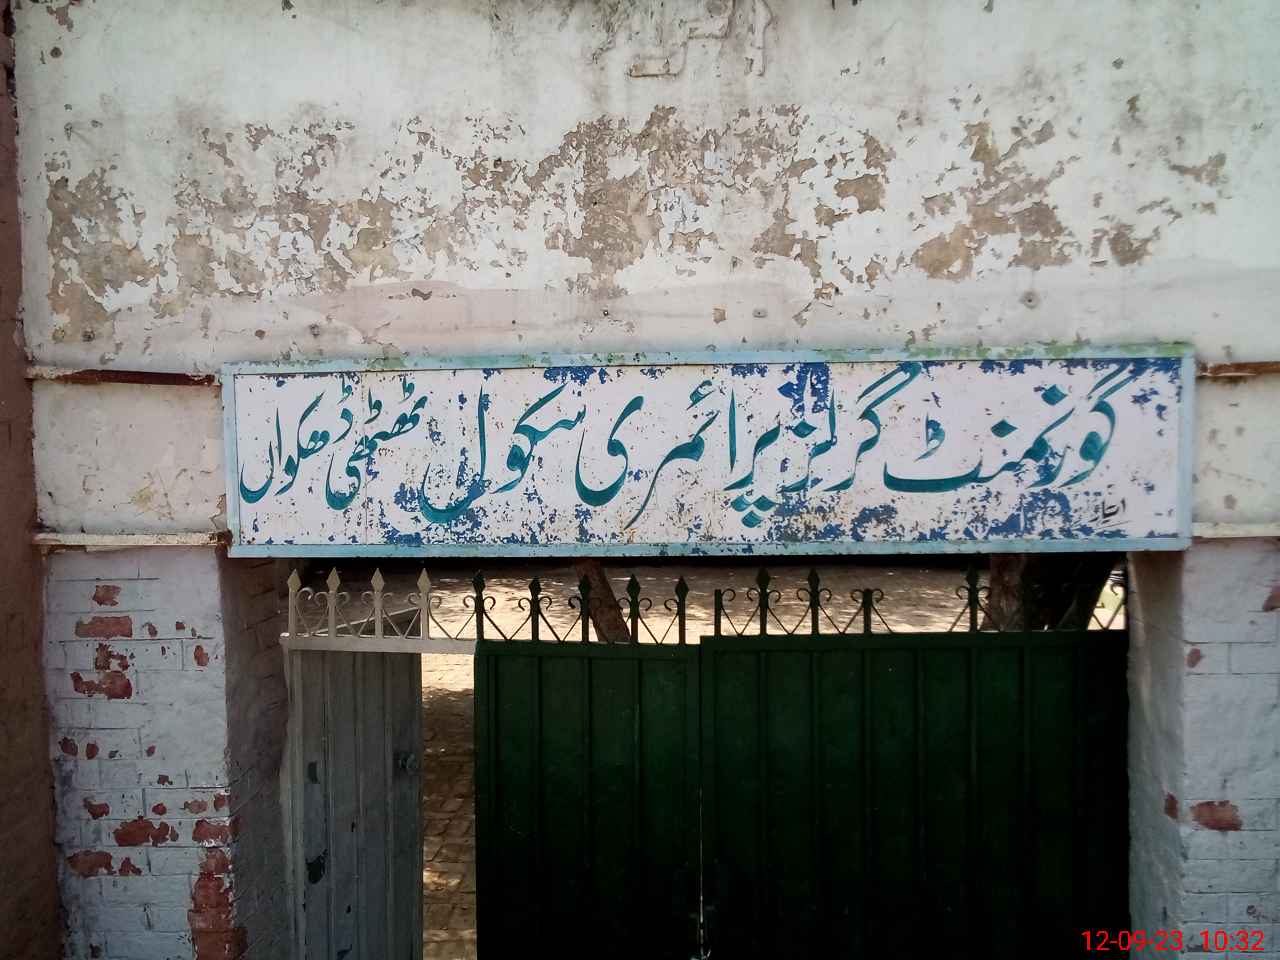 گورنمنٹ گرلز پرائمری سکول ٹھٹھی ڈھکواں
12-09-23 10:32